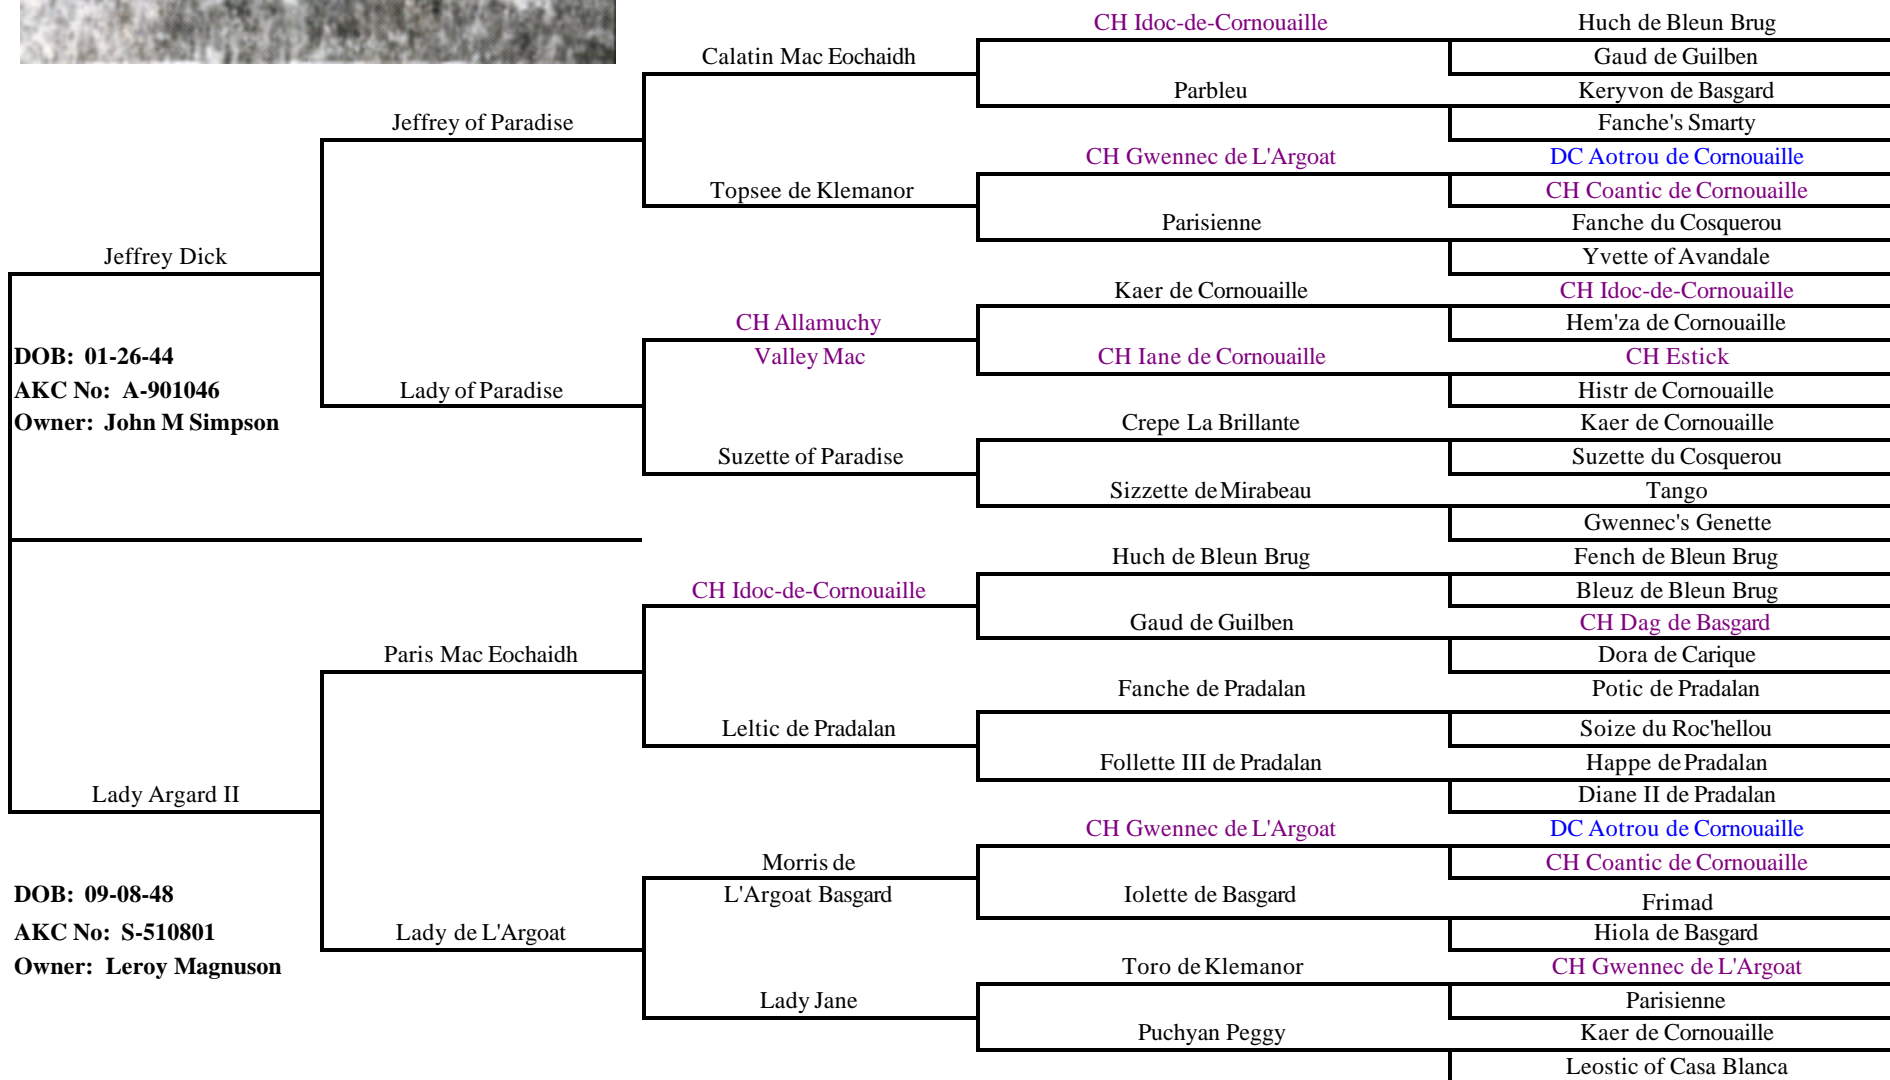 CH Idoc-de-Cornouaille
Huch de Bleun Brug
Calatin Mac Eochaidh
Gaud de Guilben
Parbleu
Keryvon de Basgard
Jeffrey of Paradise
Fanche's Smarty
CH Gwennec de L'Argoat
DC Aotrou de Cornouaille
Topsee de Klemanor
CH Coantic de Cornouaille
Parisienne
Fanche du Cosquerou
Jeffrey Dick
Yvette of Avandale
Kaer de Cornouaille
CH Idoc-de-Cornouaille
CH Allamuchy
Hem'za de Cornouaille
DOB: 01-26-44
Valley Mac
CH Iane de Cornouaille
CH Estick
AKC No: A-901046
Lady of Paradise
Histr de Cornouaille
Owner: John M Simpson
Crepe La Brillante
Kaer de Cornouaille
Suzette of Paradise
Suzette du Cosquerou
Sizzette de Mirabeau
Tango
Gwennec's Genette
Huch de Bleun Brug
Fench de Bleun Brug
CH Idoc-de-Cornouaille
Bleuz de Bleun Brug
Gaud de Guilben
CH Dag de Basgard
Paris Mac Eochaidh
Dora de Carique
Fanche de Pradalan
Potic de Pradalan
Leltic de Pradalan
Soize du Roc'hellou
Follette III de Pradalan
Happe de Pradalan
Lady Argard II
Diane II de Pradalan
CH Gwennec de L'Argoat
DC Aotrou de Cornouaille
Morris de
CH Coantic de Cornouaille
DOB: 09-08-48
L'Argoat Basgard
Iolette de Basgard
Frimad
AKC No: S-510801
Lady de L'Argoat
Hiola de Basgard
Owner: Leroy Magnuson
Toro de Klemanor
CH Gwennec de L'Argoat
Lady Jane
Parisienne
Puchyan Peggy
Kaer de Cornouaille
Leostic of Casa Blanca